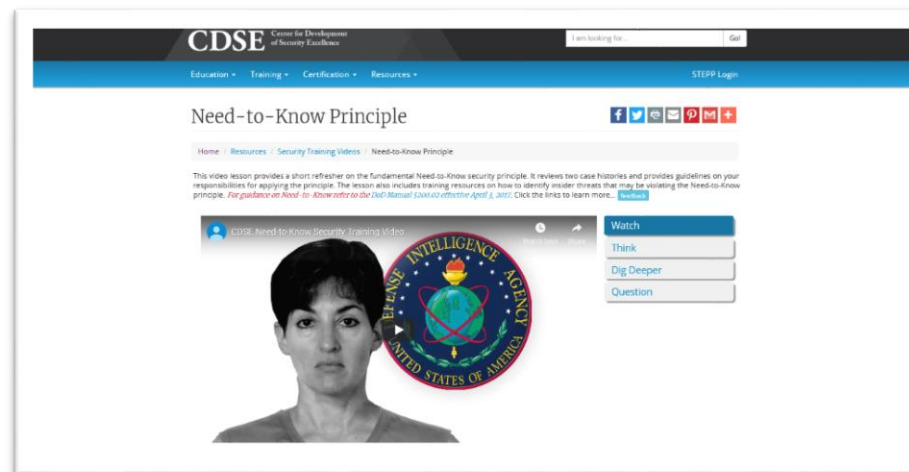 CDSE Center for Development
of Security Excellence
I am looking for...
Go!
Education
Training
Certification
Resources
STEPP Login
Need-to-Know Principle
Home / Resources / Security Training Videos / Need-to-Know Principle
This video lesson provides a short refresher on the fundamental Need-to-Know security principle. It reviews two case histories and provides guidelines on your
responsibilities for applying the principle. The lesson also includes training resources on how to identify insider threats that may be violating the Need-to-Know
principle. For guidance on Need-to-Know refer to the DoD Manual 5200.02 effective April 3, 2017. Click the links to learn more... feedback
CDSE Need-to-Know Security Training Video
Watch later
Share
DEFENSE INTELLIGENCE AGENCY
UNITED STATES OF AMERICA
Watch
Think
Dig Deeper
Question